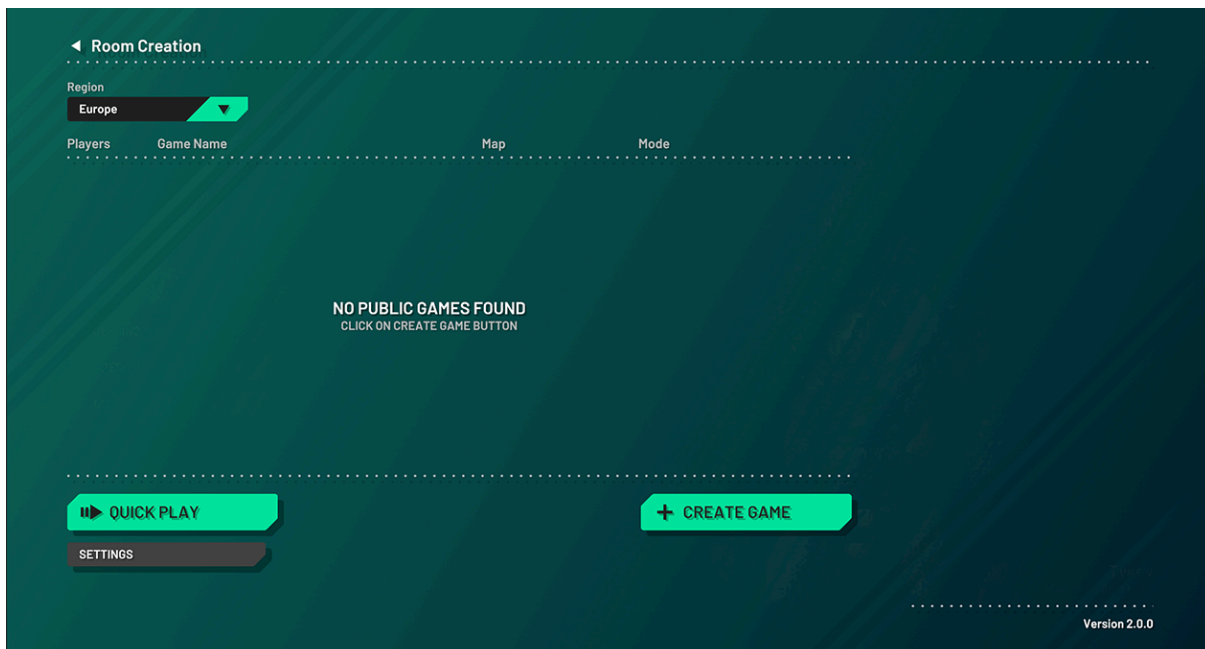 Room Creation
Region
Europe
Players Game Name Map Mode
NO PUBLIC GAMES FOUND
CLICK ON CREATE GAME BUTTON
QUICK PLAY
CREATE GAME
SETTINGS
Version 2.0.0